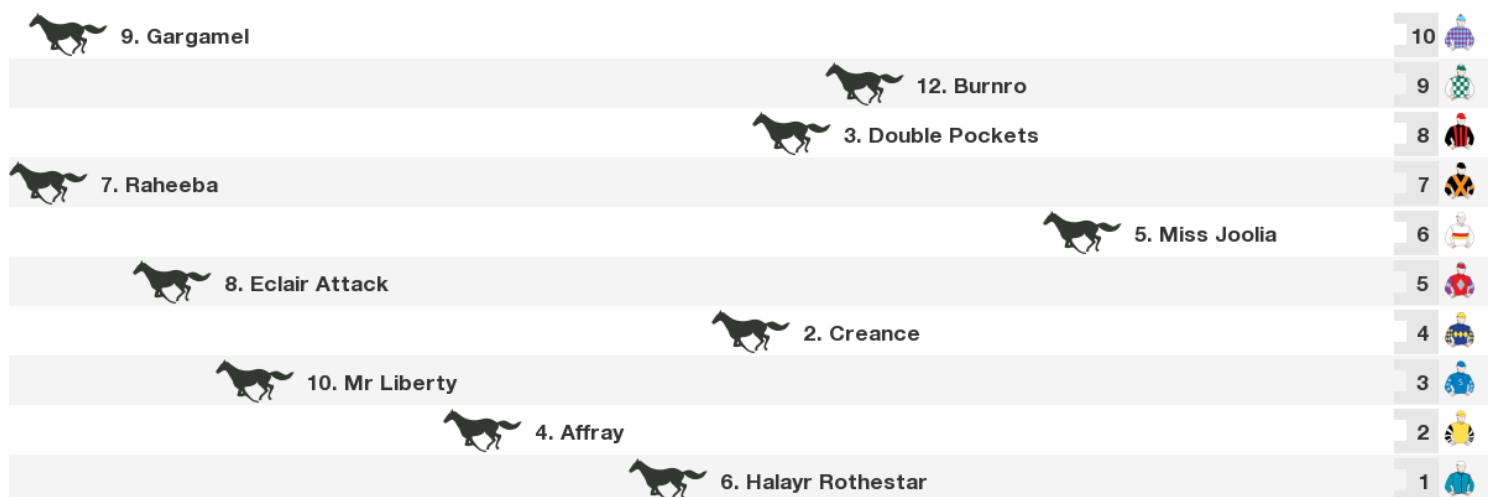 9. Gargamel 10
12. Burnro 9
3. Double Pockets 8
7. Raheeba 7
5. Miss Joolia 6
8. Eclair Attack 5
2. Creance 4
10. Mr Liberty 3
S
4. Affray 2
6. Halayr Rothestar 1